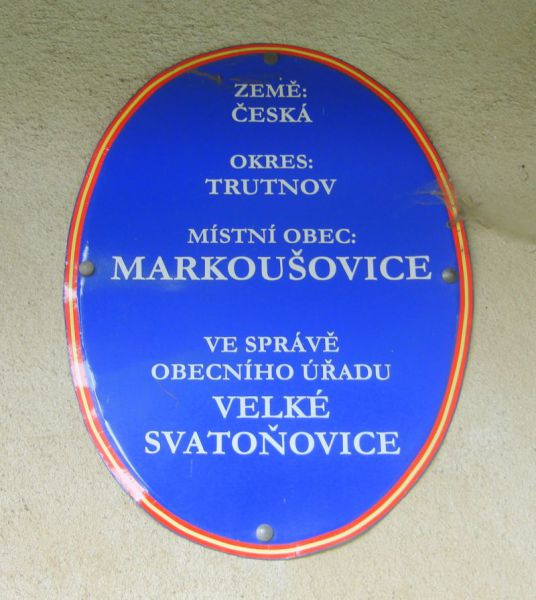 ZEMĚ:
ČESKÁ
OKRES:
TRUTNOV
MÍSTNÍ OBEC:
MARKOUŠOVICE
VE SPRÁVĚ
OBECNÍHO ÚŘADU
VELKÉ
SVATOŇOVICE